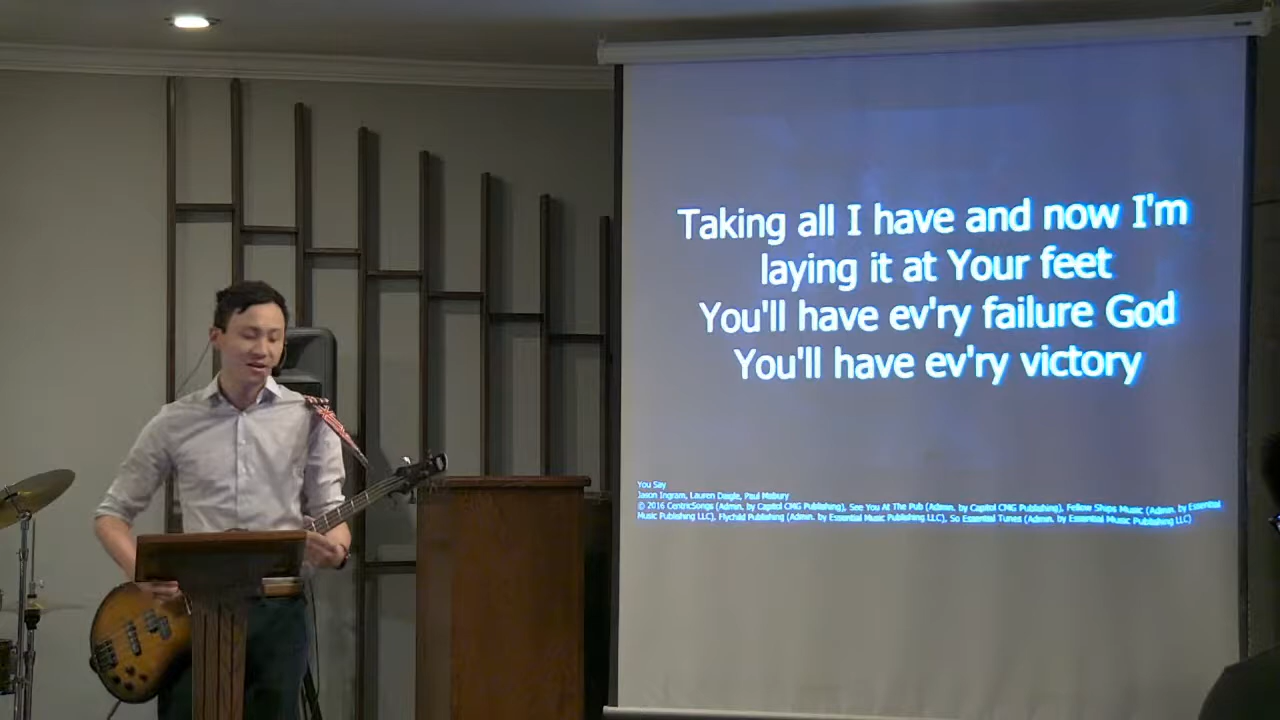 Taking all I have and now I'm
laying it at Your feet
You'll have ev'ry failure God
You'll have ev'ry victory
You Say
Jason Ingram, Lauren Daigle, Paul Mabury
© 2016 CentricSongs (Admin. by Capitol CMG Publishing), See You At The Pub (Admin. by Capitol CMG Publishing), Fellow Ships Music (Admin. by Essential
Music Publishing LLC), Flychild Publishing (Admin. by Essential Music Publishing LLC), So Essential Tunes (Admin. by Essential Music Publishing LLC)